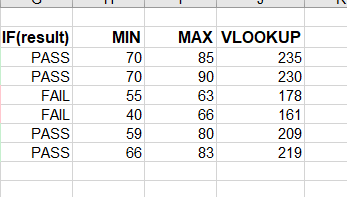 IF(result) MIN MAX VLOOKUP
PASS 70 85 235
PASS 70 90 230
FAIL 55 63 178
FAIL 40 66 161
PASS 59 80 209
PASS 66 83 219